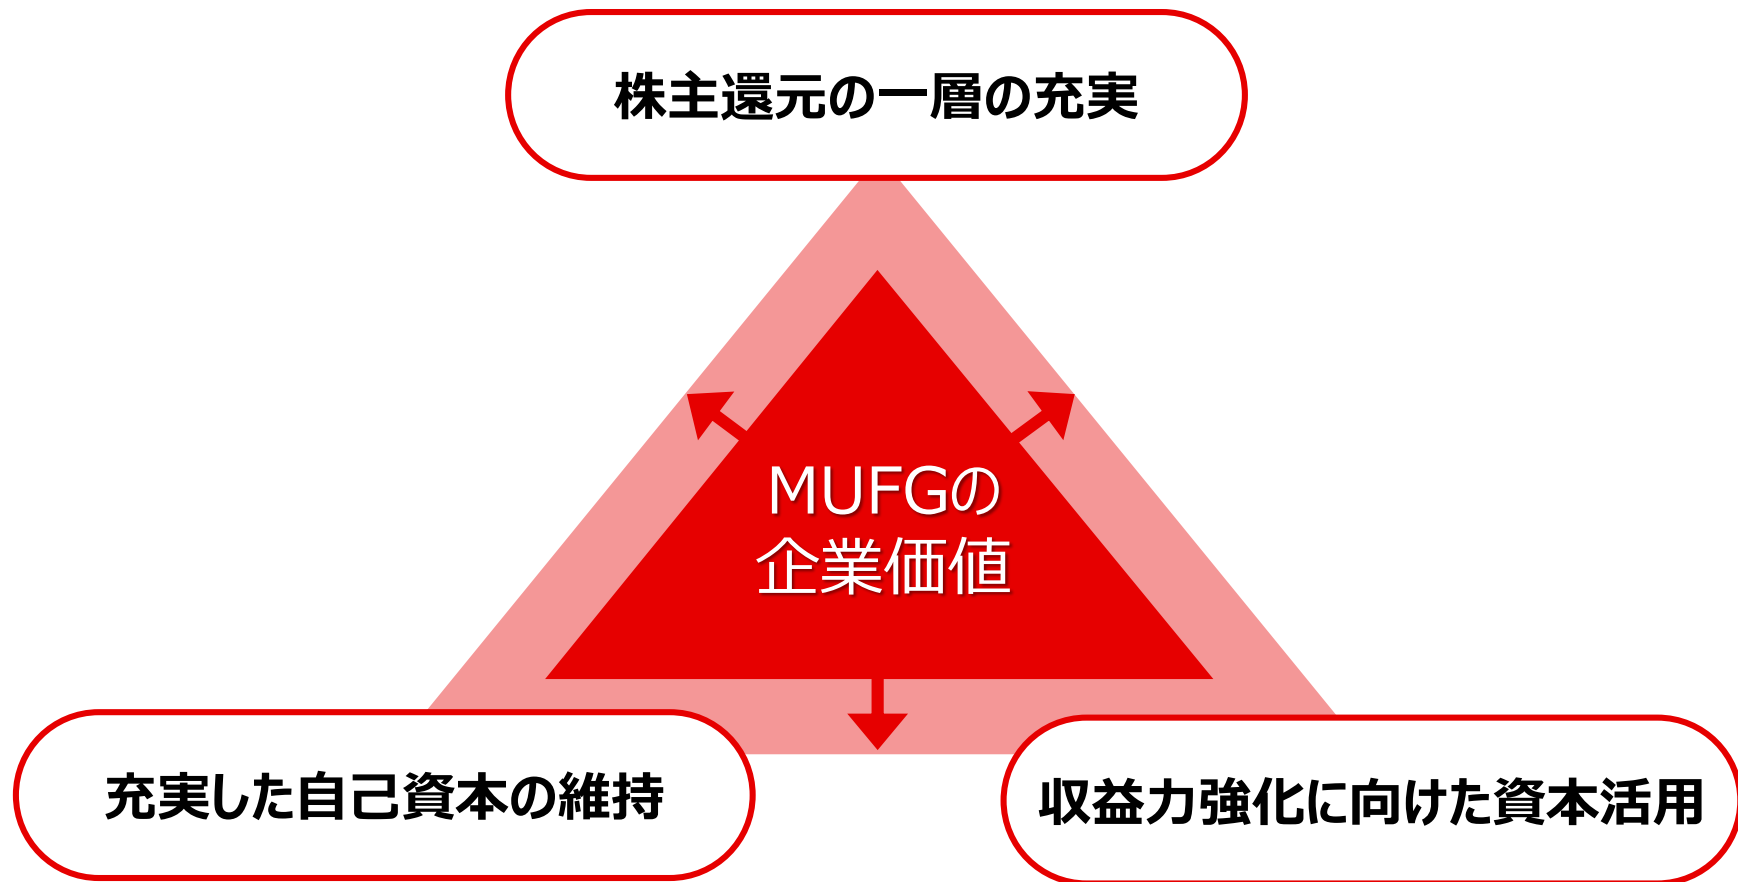 株主還元の一層の充実
MUFGの
企業価値
充実した自己資本の維持
収益力強化に向けた資本活用